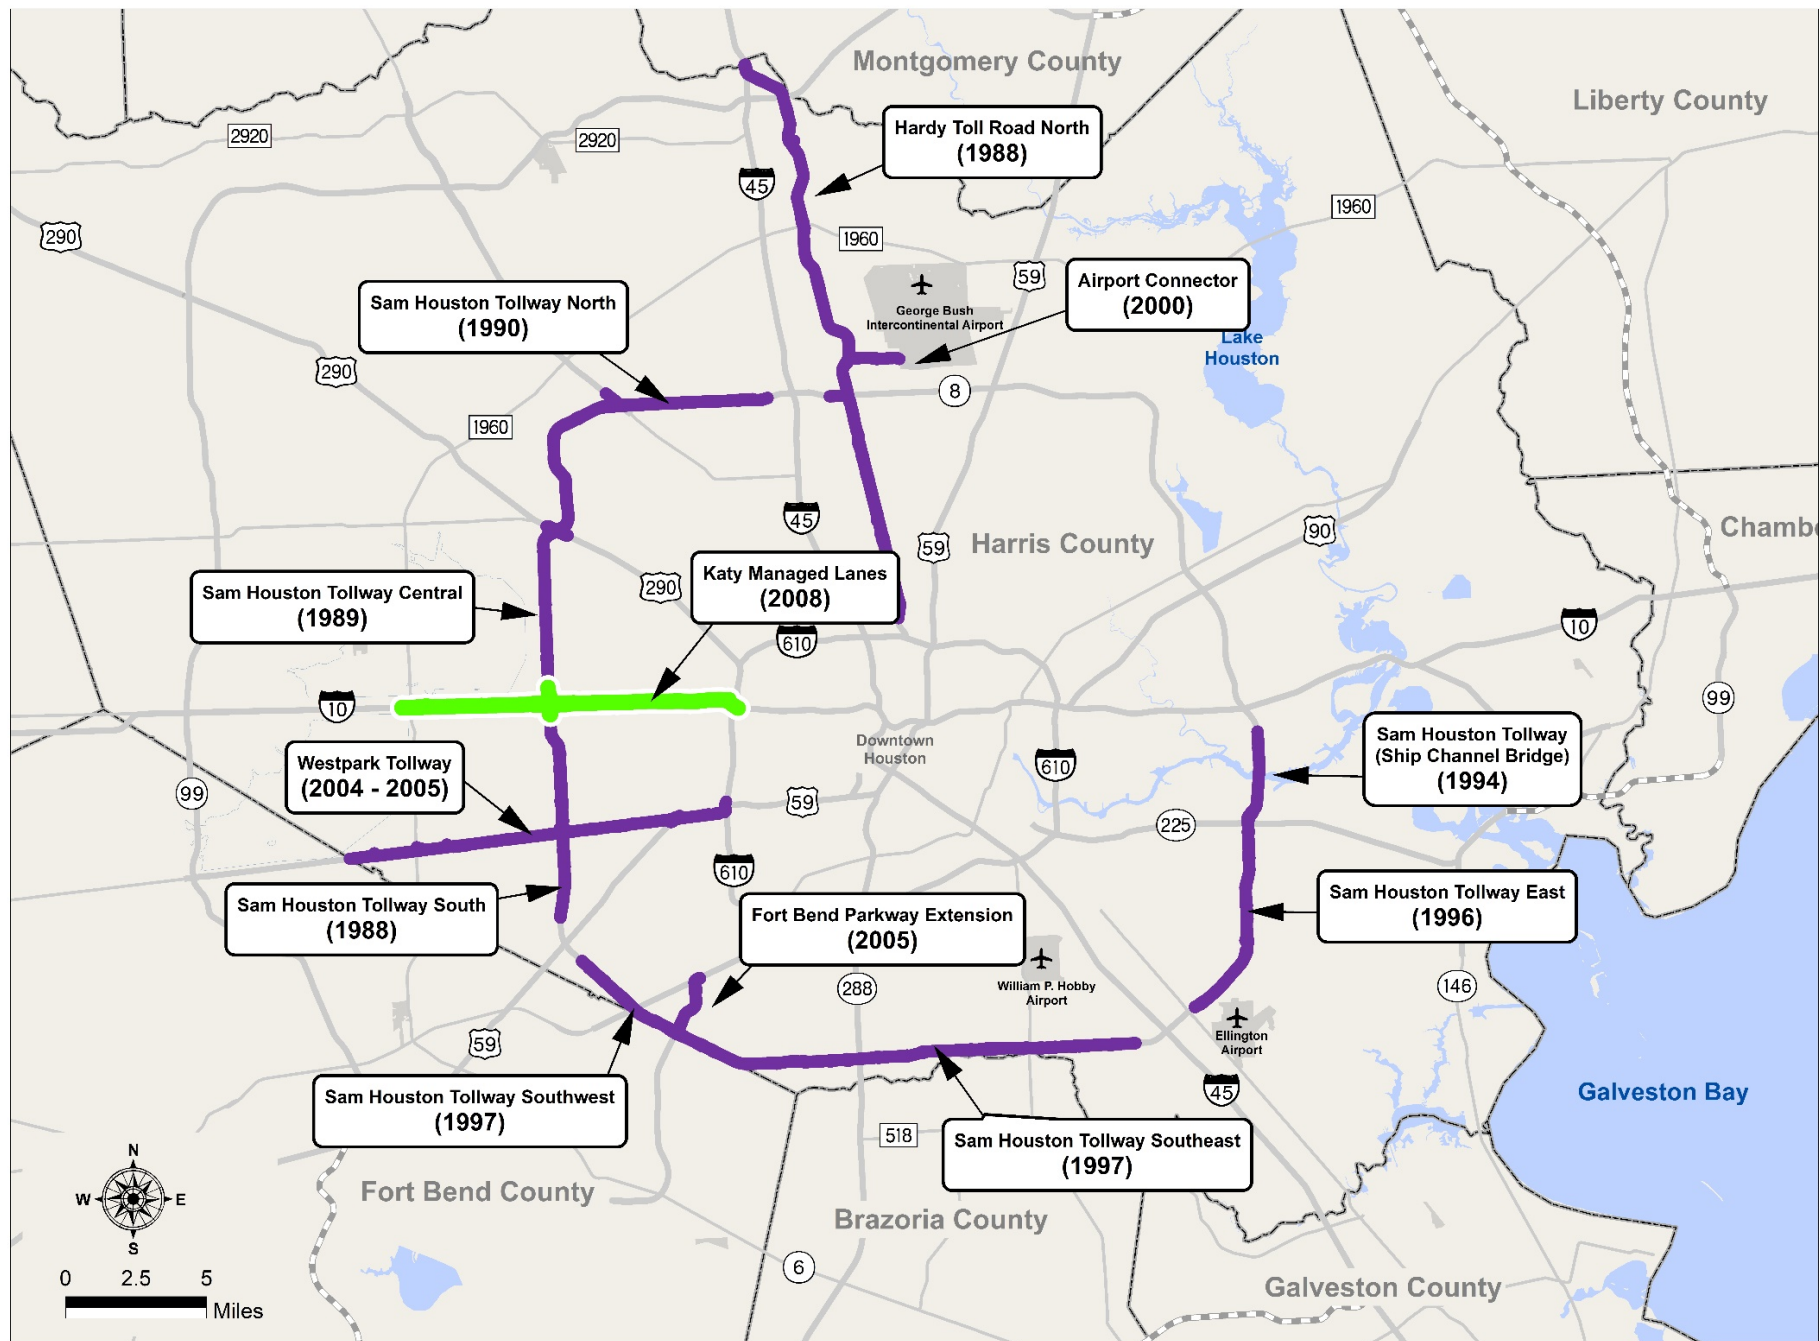 Montgomery County
Liberty County
Hardy Toll Road North
(1988)
2920
2920
45
1960
290
1960
59
Airport Connector
(2000)
George Bush
Intercontinental Airport
Sam Houston Tollway North
(1990)
Lake
Houston
290
8
1960
45
59
Harris County
90
Chambe
Katy Managed Lanes
(2008)
290
Sam Houston Tollway Central
(1989)
610
10
10
99
Downtown
Houston
Sam Houston Tollway
(Ship Channel Bridge)
(1994)
Westpark Tollway
(2004 - 2005)
610
99
59
225
610
Sam Houston Tollway South
(1988)
Fort Bend Parkway Extension
(2005)
Sam Houston Tollway East
(1996)
288
William P. Hobby
Airport
146
59
Ellington
Airport
45
Galveston Bay
Sam Houston Tollway Southwest
(1997)
518
Sam Houston Tollway Southeast
(1997)
N
W
E
S
Fort Bend County
Brazoria County
6
Galveston County
0 2.5 5
Miles